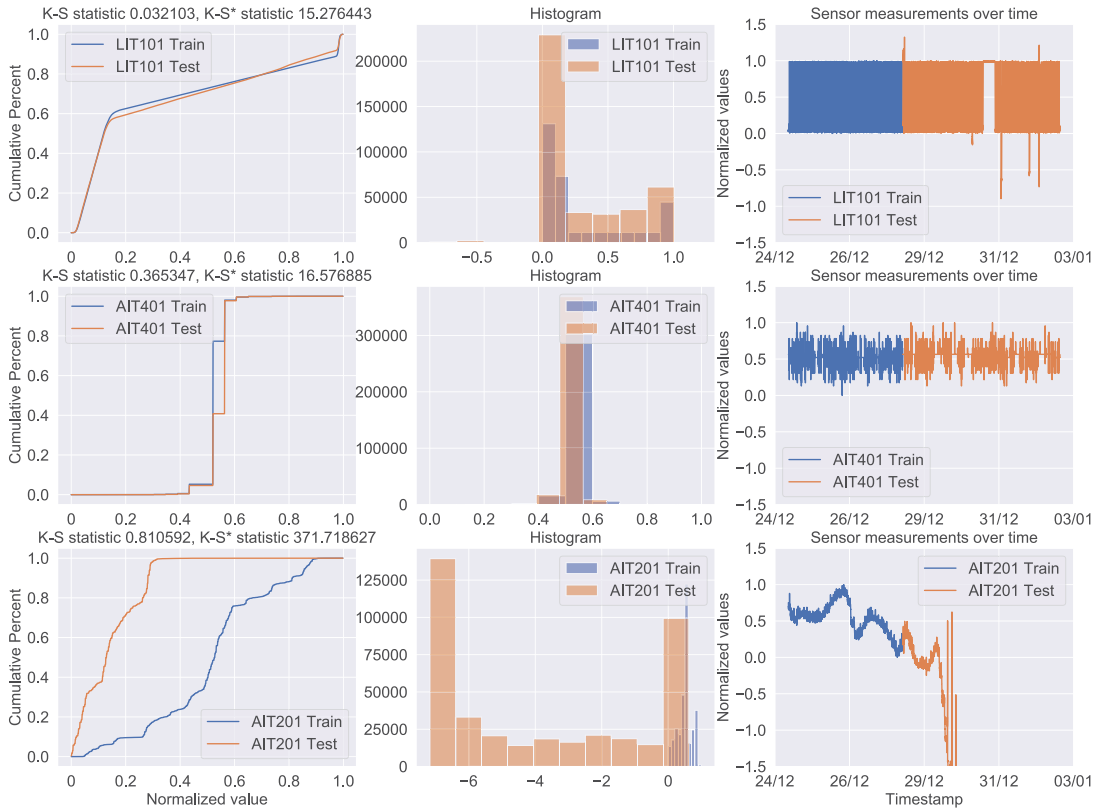 K-S statistic 0.032103, K-S* statistic 15.276443
Cumulative Percent
1.0
0.8
0.6
0.4
0.2
0.0
LIT101 Train
LIT101 Test
0.0 0.2 0.4 0.6 0.8 1.0
Histogram
200000
150000
100000
50000
0
LIT101 Train
LIT101 Test
−0.5 0.0 0.5 1.0
Sensor measurements over time
Normalized values
1.5
1.0
0.5
0.0
−0.5
−1.0
−1.5
LIT101 Train
LIT101 Test
24/12 26/12 29/12 31/12 03/01
K-S statistic 0.365347, K-S* statistic 16.576885
Cumulative Percent
1.0
0.8
0.6
0.4
0.2
0.0
AIT401 Train
AIT401 Test
0.0 0.2 0.4 0.6 0.8 1.0
Histogram
300000
200000
100000
0
AIT401 Train
AIT401 Test
0.0 0.2 0.4 0.6 0.8 1.0
Sensor measurements over time
Normalized values
1.5
1.0
0.5
0.0
−0.5
−1.0
−1.5
AIT401 Train
AIT401 Test
24/12 26/12 29/12 31/12 03/01
K-S statistic 0.810592, K-S* statistic 371.718627
Cumulative Percent
1.0
0.8
0.6
0.4
0.2
0.0
AIT201 Train
AIT201 Test
0.0 0.2 0.4 0.6 0.8 1.0
Normalized value
Histogram
125000
100000
75000
50000
25000
0
AIT201 Train
AIT201 Test
−6 −4 −2 0
Sensor measurements over time
Normalized values
1.5
1.0
0.5
0.0
−0.5
−1.0
−1.5
AIT201 Train
AIT201 Test
24/12 26/12 29/12 31/12 03/01
Timestamp